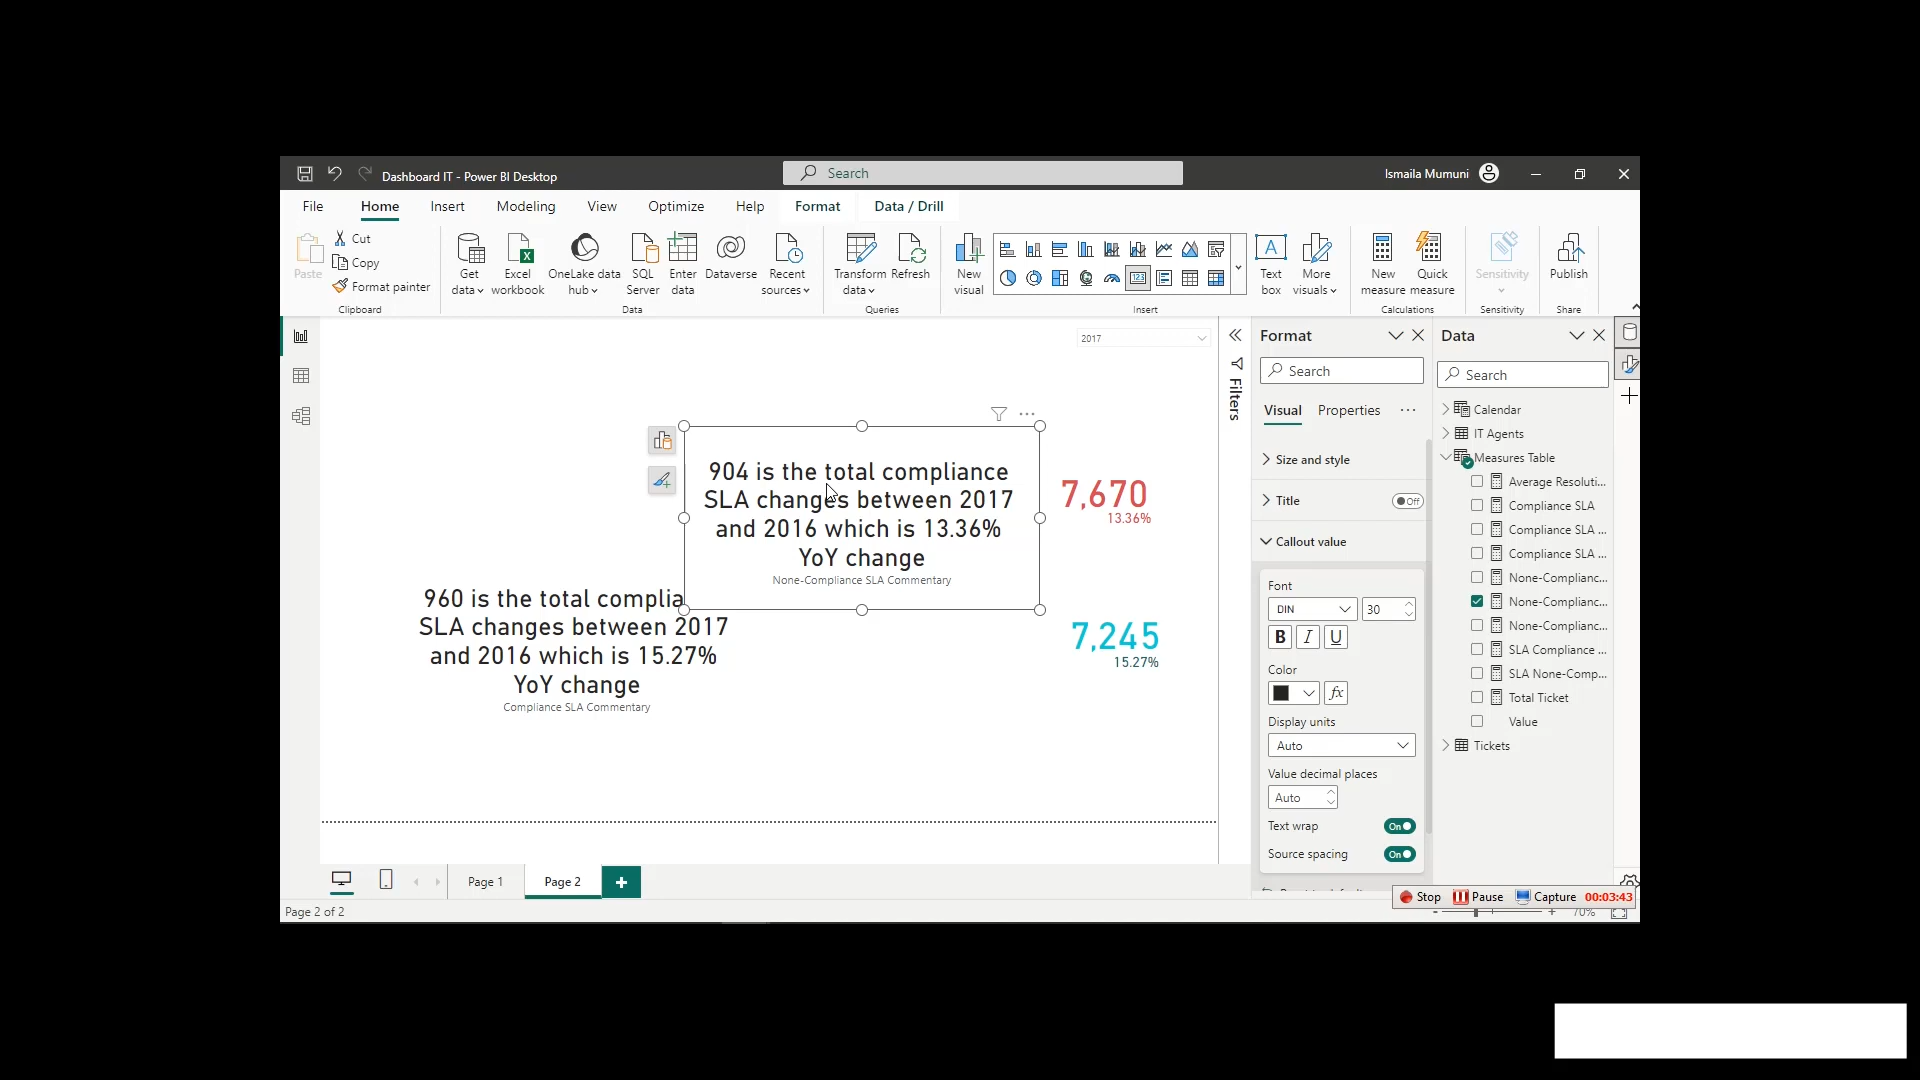 Dashboard IT - Power BI Desktop
Search
Ismaila Mumuni
File
Home
Insert
Modeling
View
Optimize
Help
Format
Data / Drill
Paste
Cut
Copy
Format painter
Clipboard
Get data
Excel workbook
OneLake data hub
SQL Server
Enter data
Dataverse
Recent sources
Data
Transform data
Refresh
Queries
New visual
Text box
More visuals
Insert
New measure
Quick measure
Calculations
Sensitivity
Sensitivity
Publish
Share
2017
904 is the total compliance
SLA changes between 2017
and 2016 which is 13.36%
YoY change
None-Compliance SLA Commentary
7,670
13.36%
960 is the total complia
SLA changes between 2017
and 2016 which is 15.27%
YoY change
Compliance SLA Commentary
7,245
15.27%
Filters
Format
Search
Visual
Properties
Size and style
Title
Off
Callout value
Font
DIN
30
B
I
U
Color
fx
Display units
Auto
Value decimal places
Auto
Text wrap
On
Source spacing
On
Data
Search
Calendar
IT Agents
Measures Table
Average Resoluti...
Compliance SLA
Compliance SLA ...
Compliance SLA ...
None-Complianc...
None-Complianc...
None-Complianc...
SLA Compliance ...
SLA None-Comp...
Total Ticket
Value
Tickets
Page 1
Page 2
Page 2 of 2
Stop
Pause
Capture
00:03:43
70%